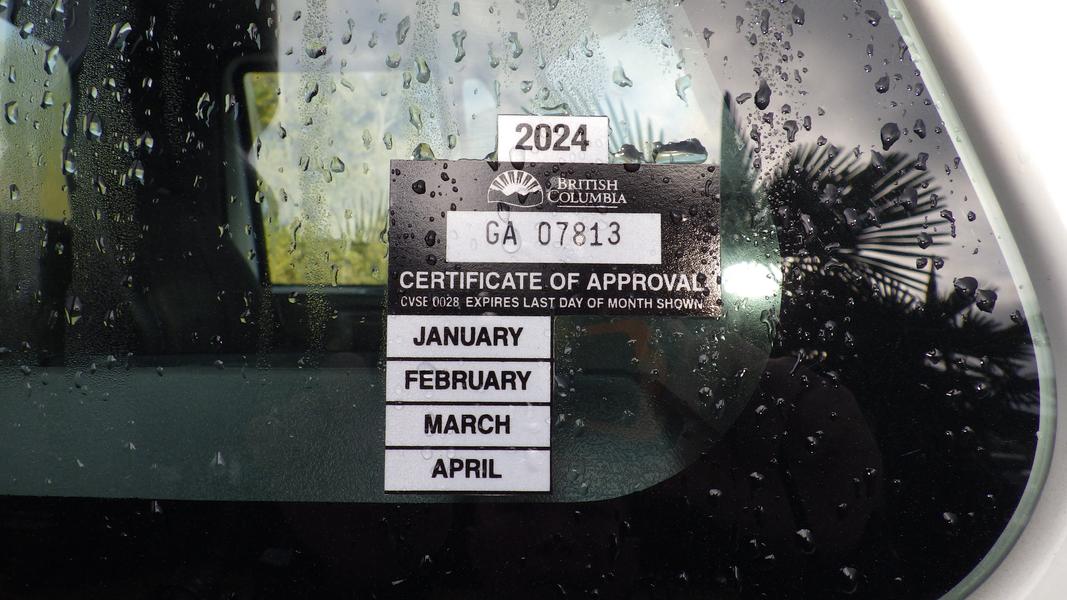 2024
BRITISH
COLUMBIA
GA 07813
CERTIFICATE OF APPROVAL
CVSE 0028 EXPIRES LAST DAY OF MONTH SHOWN
JANUARY
FEBRUARY
MARCH
APRIL